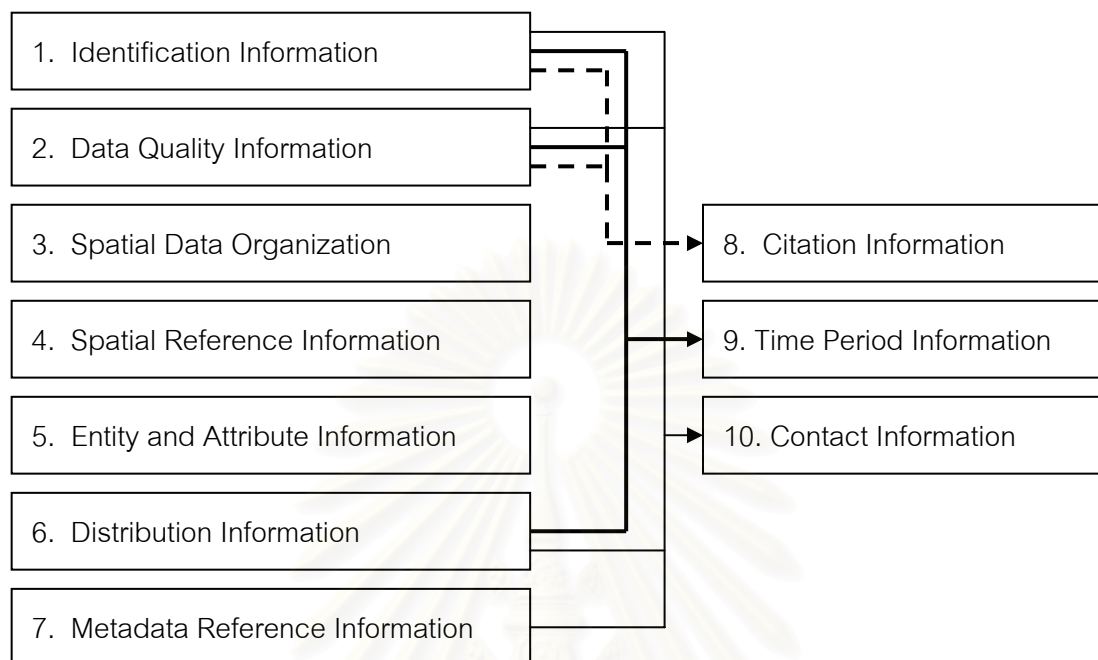 1. Identification Information
2. Data Quality Information
3. Spatial Data Organization
4. Spatial Reference Information
5. Entity and Attribute Information
6. Distribution Information
7. Metadata Reference Information
8. Citation Information
9. Time Period Information
10. Contact Information